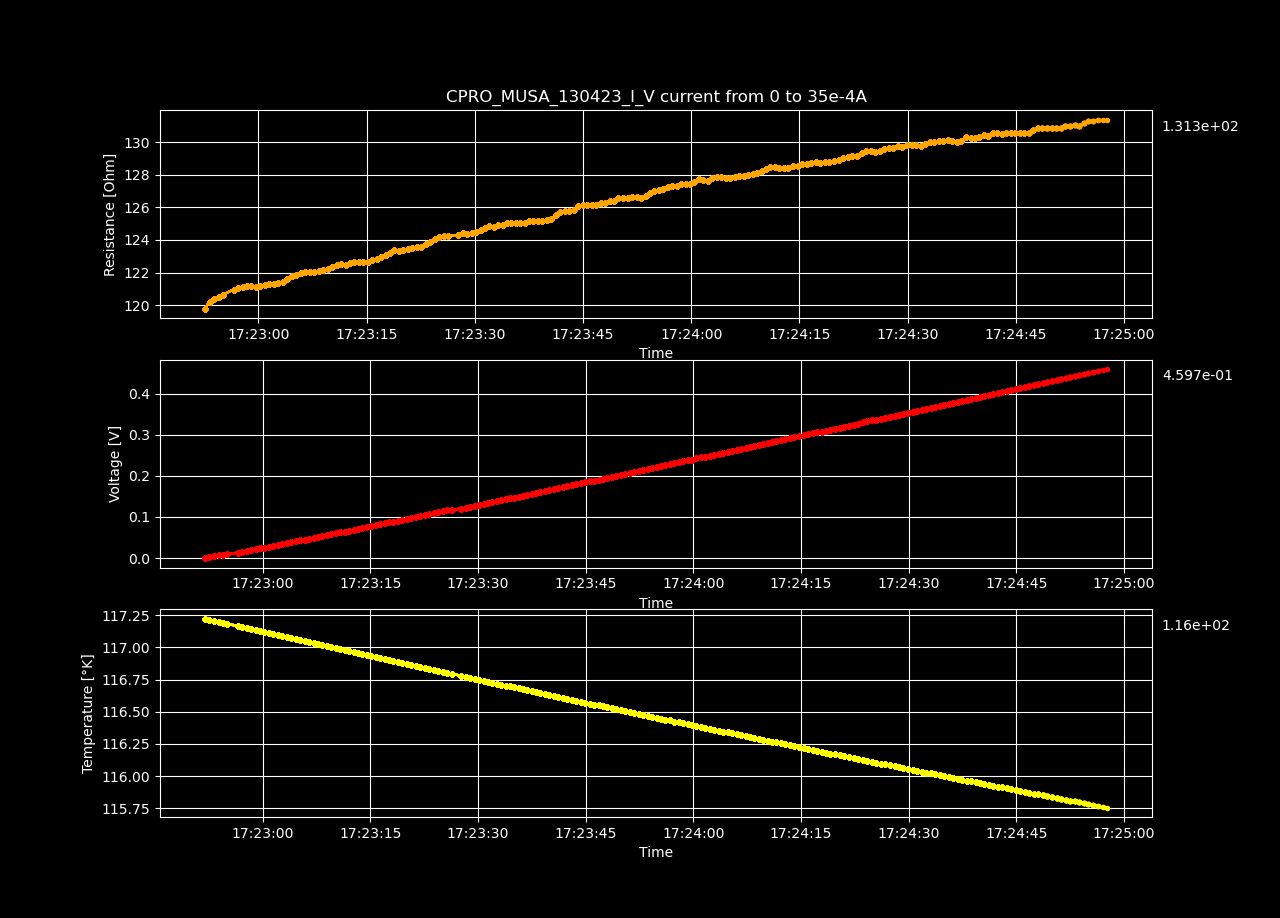 CPRO_MUSA_130423_I_V current from 0 to 35e-4A
1.313e+02
Resistance [Ohm]
130
128
126
124
122
120
17:23:00 17:23:15 17:23:30 17:23:45 17:24:00 17:24:15 17:24:30 17:24:45 17:25:00
Time
4.597e-01
Voltage [V]
0.4
0.3
0.2
0.1
0.0
17:23:00 17:23:15 17:23:30 17:23:45 17:24:00 17:24:15 17:24:30 17:24:45 17:25:00
Time
1.16e+02
Temperature [°K]
117.25
117.00
116.75
116.50
116.25
116.00
115.75
17:23:00 17:23:15 17:23:30 17:23:45 17:24:00 17:24:15 17:24:30 17:24:45 17:25:00
Time